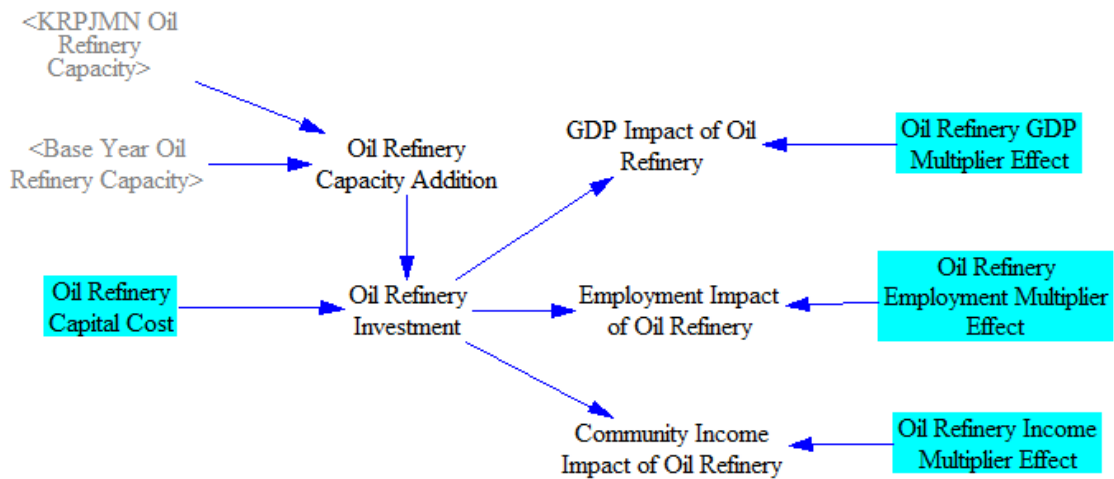 <KRPJMN Oil
Refinery
Capacity>
<Base Year Oil
Refinery Capacity>
Oil Refinery
Capacity Addition
GDP Impact of Oil
Refinery
Oil Refinery GDP
Multiplier Effect
Oil Refinery
Capital Cost
Oil Refinery
Investment
Employment Impact
of Oil Refinery
Oil Refinery
Employment Multiplier
Effect
Community Income
Impact of Oil Refinery
Oil Refinery Income
Multiplier Effect